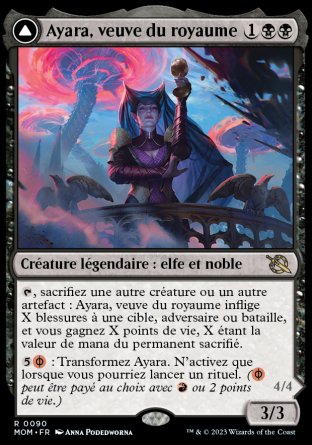 Ayara, veuve du royaume 1
Créature légendaire : elfe et noble
, sacrifiez une autre créature ou un autre
artefact : Ayara, veuve du royaume inflige
X blessures à une cible, adversaire ou bataille,
et vous gagnez X points de vie, X étant la
valeur de mana du permanent sacrifié.
5 : Transformez Ayara. N'activez que
lorsque vous pourriez lancer un rituel. (
peut être payé au choix avec ou 2 points
de vie.)
4/4
3/3
R 0090
MOM • FR Anna Podedworna
™ & © 2023 Wizards of the Coast